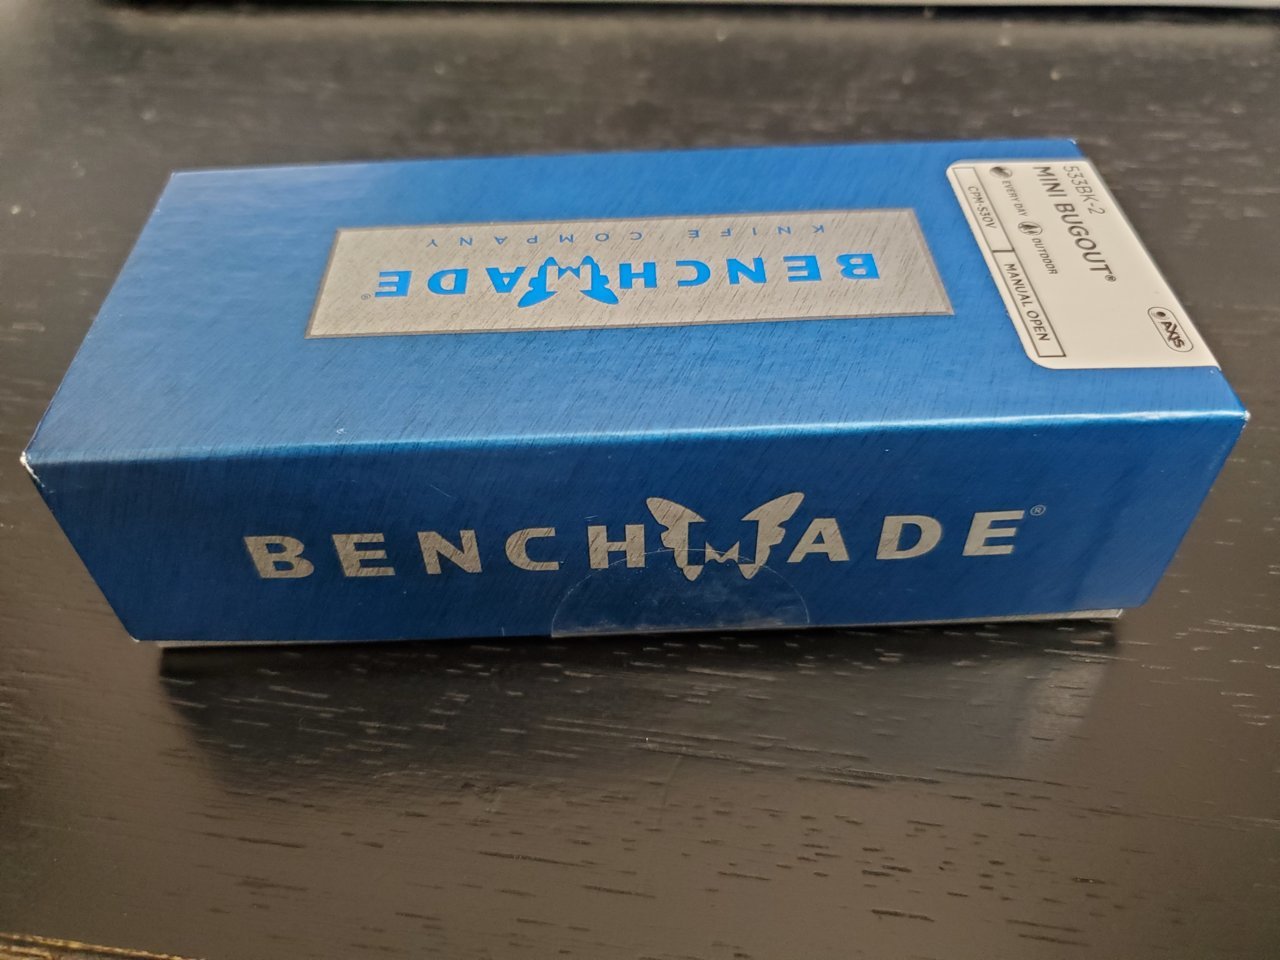 533BK-2
MINI BUGOUT®
EVERY DAY OUTDOOR
CPM-S30V MANUAL OPEN
AXIS
BENCHMADE®
KNIFE COMPANY
BENCHMADE®